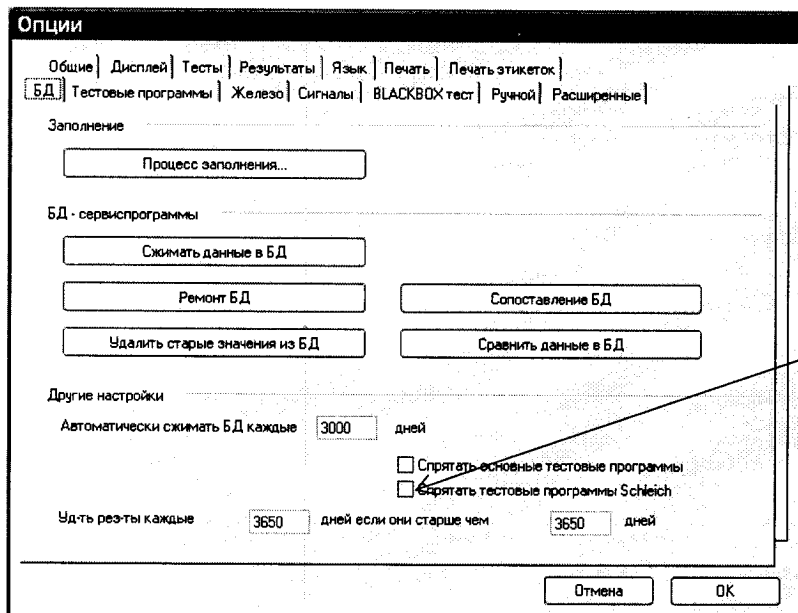 Опции
Общие Дисплей Тесты Результаты Язык Печать Печать этикеток
БД Тестовые программы Железо Сигналы BLACKBOX тест Ручной Расширенные
Заполнение
Процесс заполнения...
БД - сервиспрограммы
Сжимать данные в БД
Ремонт БД Сопоставление БД
Удалить старые значения из БД Сравнить данные в БД
Другие настройки
Автоматически сжимать БД каждые 3000 дней
Спрятать основные тестовые программы
Спрятать тестовые программы Schleich
Уд-ть рез-ты каждые 3650 дней если они старше чем 3650 дней
Отмена OK